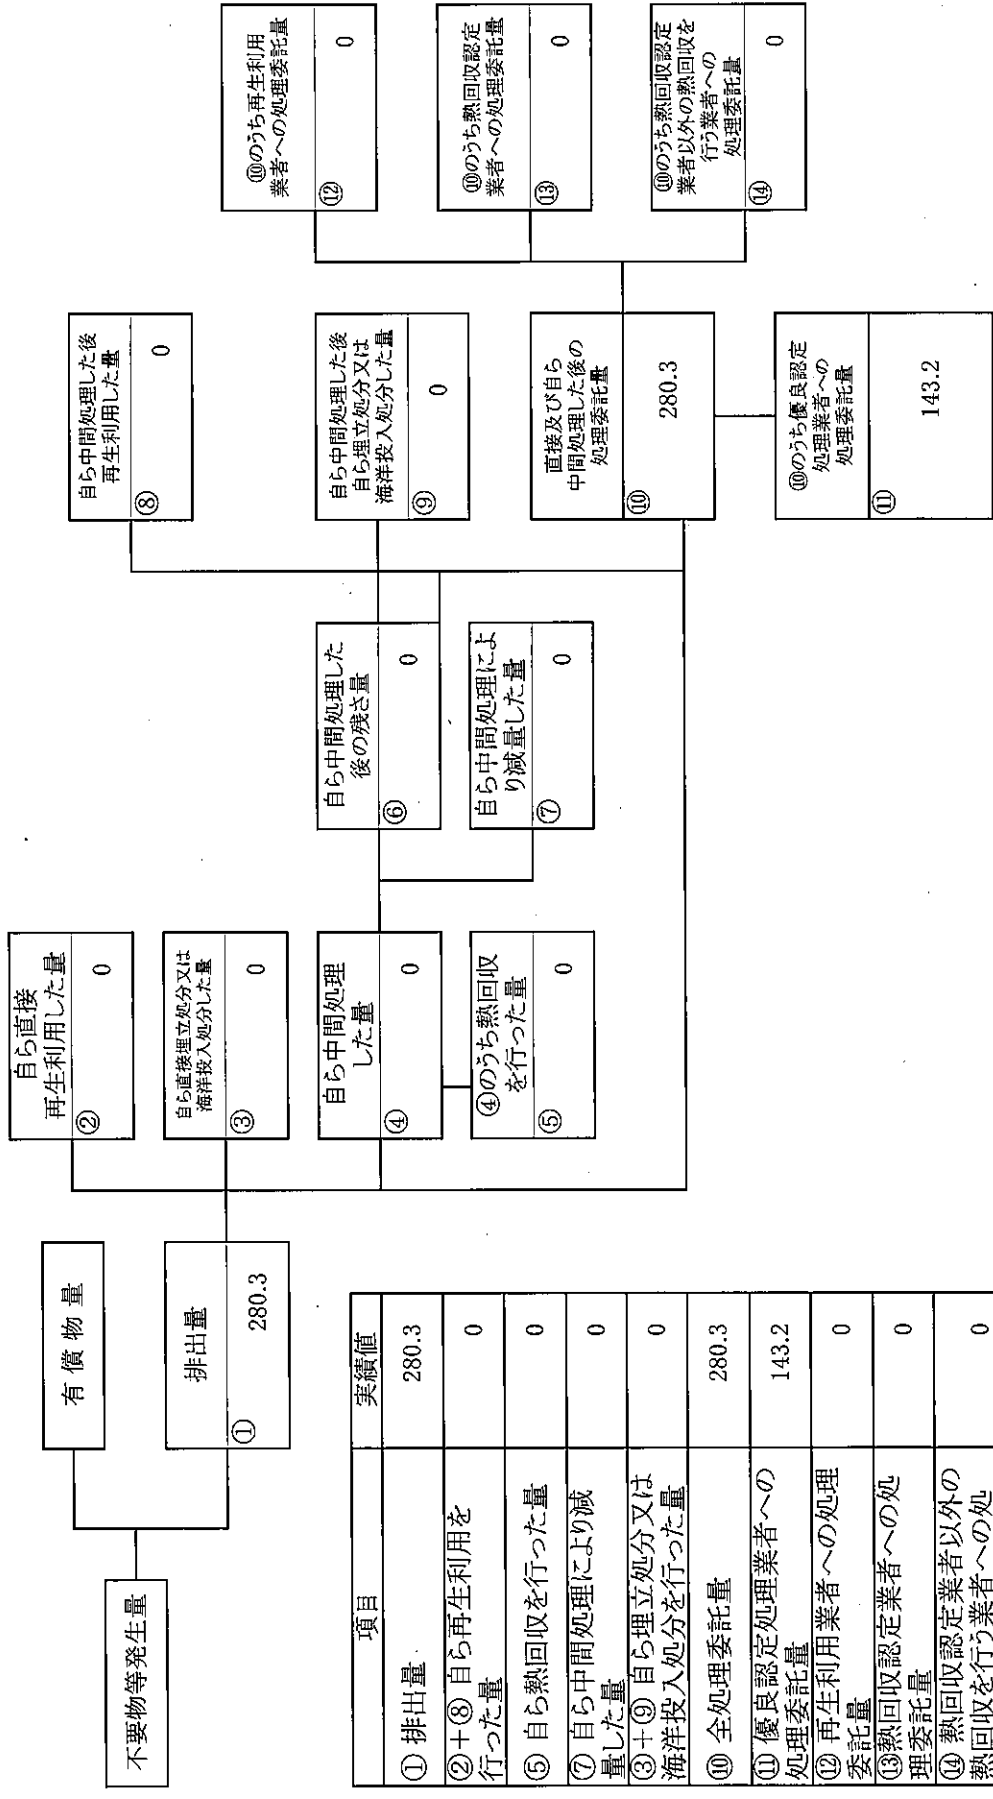 不要物等発生量
有償物量
排出量
①
280.3
自ら直接
再生利用した量
②
0
自ら直接埋立処分又は
海洋投入処分した量
③
0
自ら中間処理
した量
④
0
④のうち熱回収
を行った量
⑤
0
自ら中間処理した
後の残さ量
⑥
0
自ら中間処理によ
り減量した量
⑦
0
自ら中間処理した後
再生利用した量
⑧
0
自ら中間処理した後
自ら埋立処分又は
海洋投入処分した量
⑨
0
直接及び自ら
中間処理した後の
処理委託量
⑩
280.3
⑩のうち優良認定
処理業者への
処理委託量
⑪
143.2
⑩のうち再生利用
業者への処理委託量
⑫
0
⑩のうち熱回収認定
業者への処理委託量
⑬
0
⑩のうち熱回収認定
業者以外の熱回収を
行う業者への
処理委託量
⑭
0
項目 実績値
① 排出量 280.3
②+⑧ 自ら再生利用を
行った量 0
⑤ 自ら熱回収を行った量 0
⑦ 自ら中間処理により減
量した量 0
③+⑨ 自ら埋立処分又は
海洋投入処分を行った量 0
⑩ 全処理委託量 280.3
⑪ 優良認定処理業者への
処理委託量 143.2
⑫ 再生利用業者への処理
委託量 0
⑬熱回収認定業者への処
理委託量 0
⑭ 熱回収認定業者以外の
熱回収を行う業者への処 0